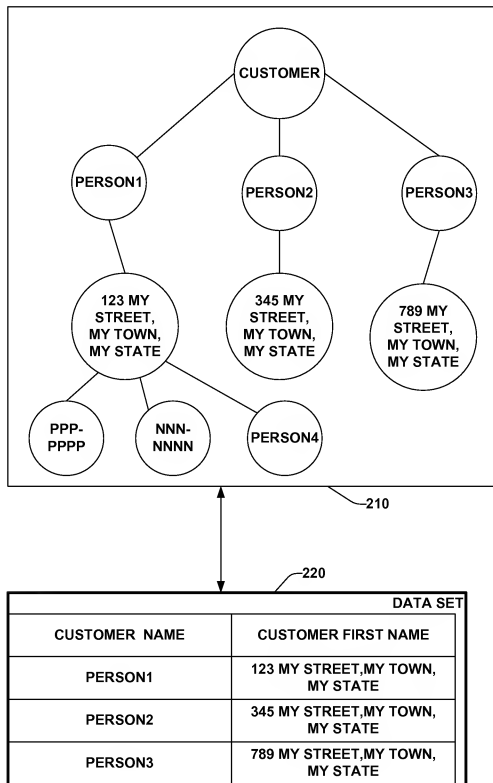 CUSTOMER
PERSON1
PERSON2
PERSON3
123 MY
STREET,
MY TOWN,
MY STATE
345 MY
STREET,
MY TOWN,
MY STATE
789 MY
STREET,
MY TOWN,
MY STATE
PPP-
PPPP
NNN-
NNNN
PERSON4
210
220
DATA SET
CUSTOMER NAME
CUSTOMER FIRST NAME
PERSON1
123 MY STREET,MY TOWN,
MY STATE
PERSON2
345 MY STREET,MY TOWN,
MY STATE
PERSON3
789 MY STREET,MY TOWN,
MY STATE